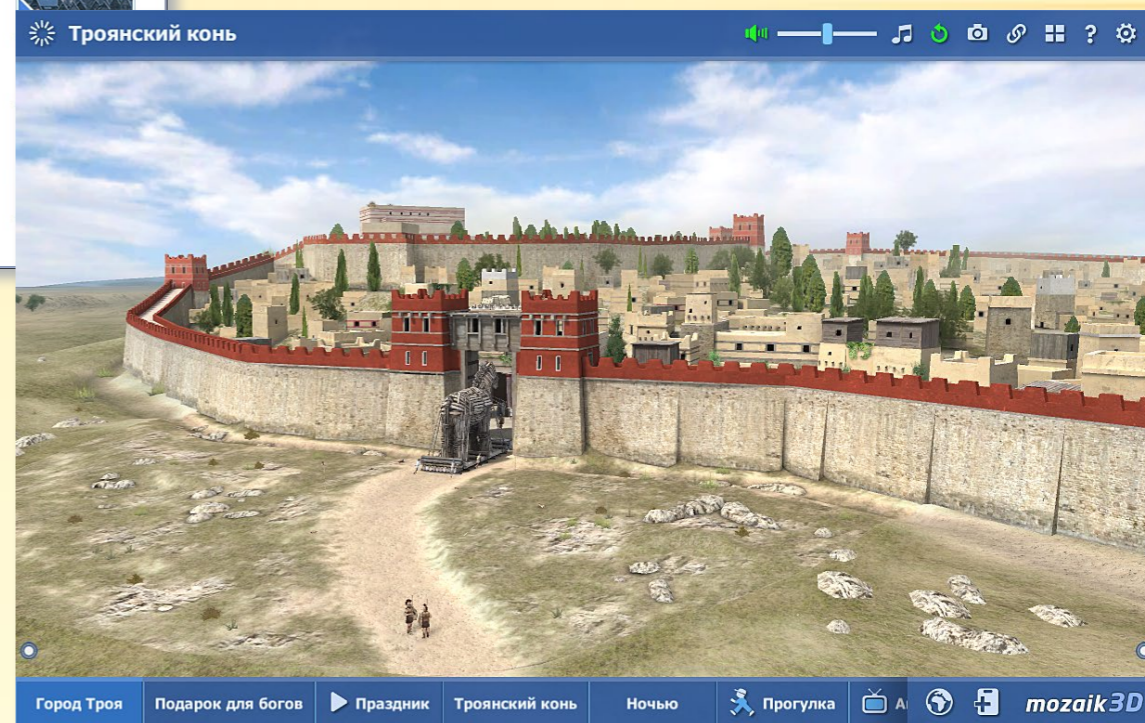 Троянский конь
Город Троя
Подарок для богов
Праздник
Троянский конь
Ночью
Прогулка
mozaik3D